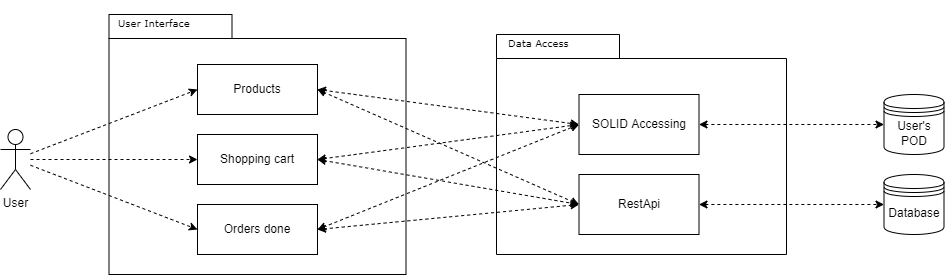 User Interface
Data Access
Products
SOLID Accessing
User's
POD
Shopping cart
User
RestApi
Database
Orders done